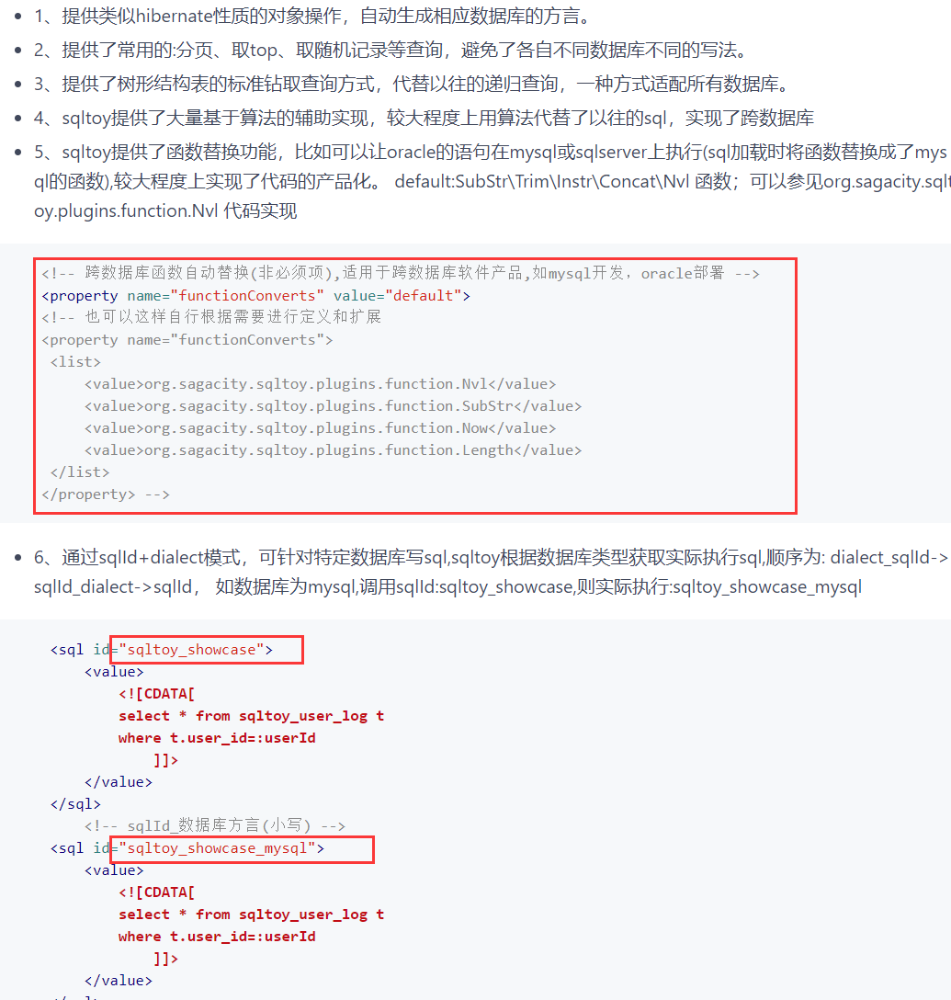 1、提供类似hibernate性质的对象操作，自动生成相应数据库的方言。
2、提供了常用的:分页、取top、取随机记录等查询，避免了各自不同数据库不同的写法。
3、提供了树形结构表的标准钻取查询方式，代替以往的递归查询，一种方式适配所有数据库。
4、sqltoy提供了大量基于算法的辅助实现，较大程度上用算法代替了以往的sql，实现了跨数据库
5、sqltoy提供了函数替换功能，比如可以让oracle的语句在mysql或sqlserver上执行(sql加载时将函数替换成了mys
ql的函数),较大程度上实现了代码的产品化。 default:SubStr\Trim\Instr\Concat\Nvl 函数；可以参见org.sagacity.sqlt
oy.plugins.function.Nvl 代码实现
<!-- 跨数据库函数自动替换(非必须项),适用于跨数据库软件产品,如mysql开发，oracle部署 -->
<property name="functionConverts" value="default">
<!-- 也可以这样自行根据需要进行定义和扩展
<property name="functionConverts">
<list>
<value>org.sagacity.sqltoy.plugins.function.Nvl</value>
<value>org.sagacity.sqltoy.plugins.function.SubStr</value>
<value>org.sagacity.sqltoy.plugins.function.Now</value>
<value>org.sagacity.sqltoy.plugins.function.Length</value>
</list>
</property> -->
6、通过sqlId+dialect模式，可针对特定数据库写sql,sqltoy根据数据库类型获取实际执行sql,顺序为: dialect_sqlId->
sqlId_dialect->sqlId， 如数据库为mysql,调用sqlId:sqltoy_showcase,则实际执行:sqltoy_showcase_mysql
<sql id="sqltoy_showcase">
<value>
<![CDATA[
select * from sqltoy_user_log t
where t.user_id=:userId
]]>
</value>
</sql>
<!-- sqlId_数据库方言(小写) -->
<sql id="sqltoy_showcase_mysql">
<value>
<![CDATA[
select * from sqltoy_user_log t
where t.user_id=:userId
]]>
</value>